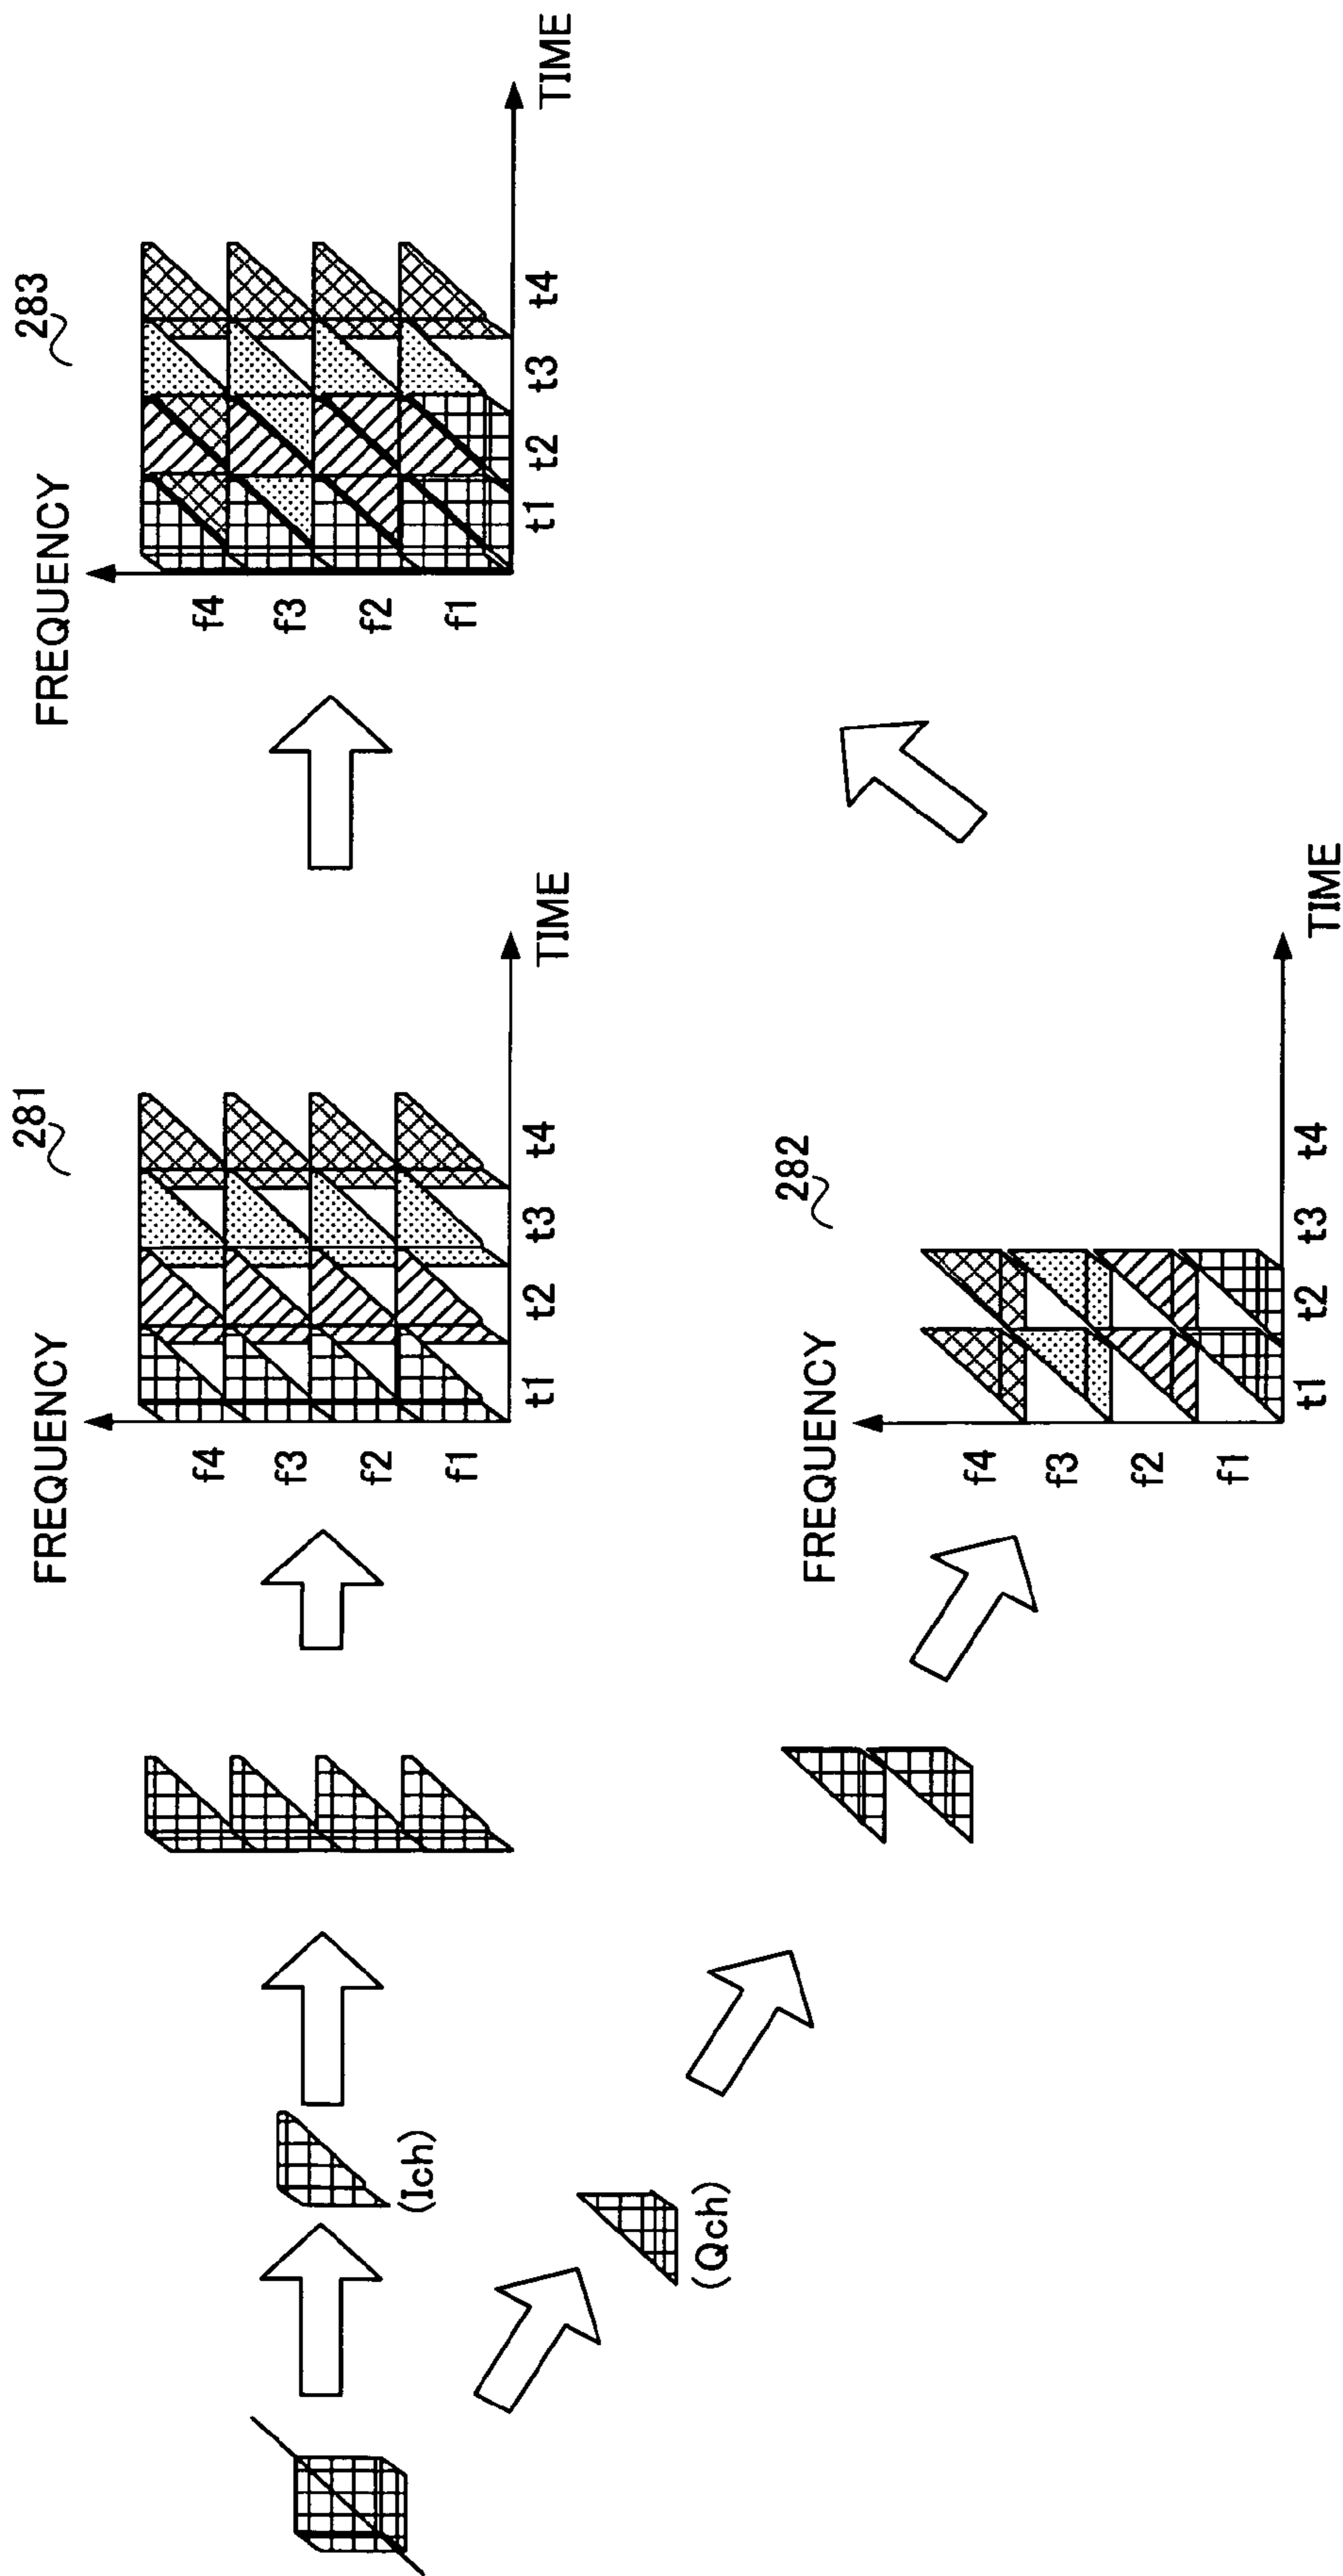 281
FREQUENCY
f4
f3
f2
f1
t1 t2 t3 t4
TIME
283
FREQUENCY
f4
f3
f2
f1
t1 t2 t3 t4
TIME
(Ich)
(Qch)
282
FREQUENCY
f4
f3
f2
f1
t1 t2 t3 t4
TIME